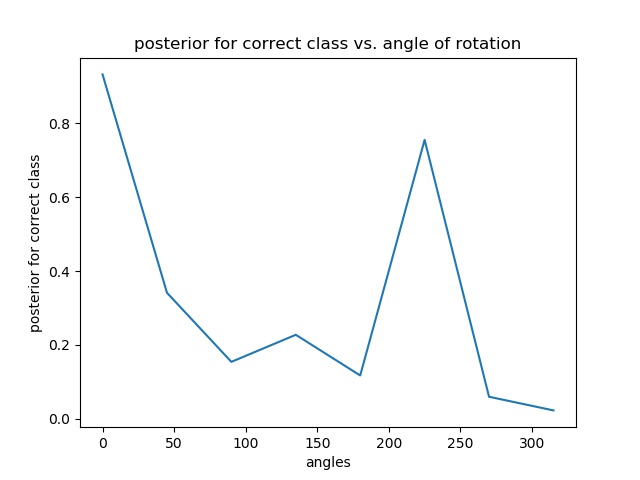 posterior for correct class vs. angle of rotation
posterior for correct class
0.8
0.6
0.4
0.2
0.0
0 50 100 150 200 250 300
angles